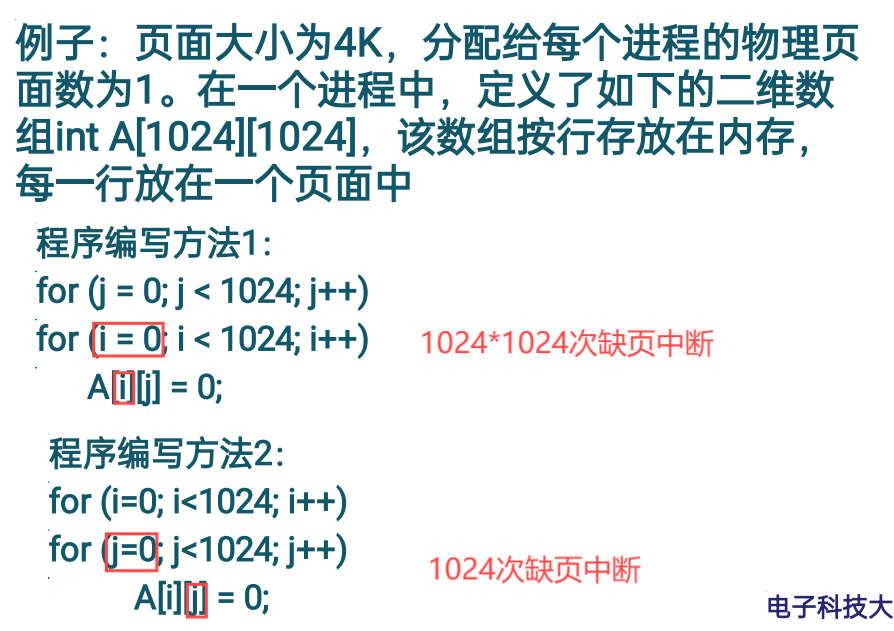 例子：页面大小为4K，分配给每个进程的物理页
面数为1。在一个进程中，定义了如下的二维数
组int A[1024][1024]，该数组按行存放在内存，
每一行放在一个页面中
程序编写方法1：
for (j = 0; j < 1024; j++)
for (i = 0; i < 1024; i++)
A[i][j] = 0;
1024*1024次缺页中断
程序编写方法2：
for (i=0; i<1024; i++)
for (j=0; j<1024; j++)
A[i][j] = 0;
1024次缺页中断
电子科技大